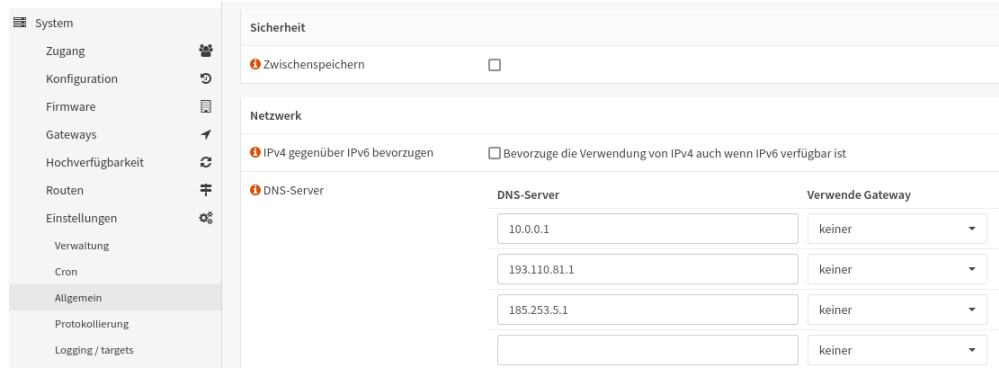 System
Zugang
Konfiguration
Firmware
Gateways
Hochverfügbarkeit
Routen
Einstellungen
Verwaltung
Cron
Allgemein
Protokollierung
Logging / targets
Sicherheit
Zwischenspeichern
Netzwerk
IPv4 gegenüber IPv6 bevorzugen
Bevorzuge die Verwendung von IPv4 auch wenn IPv6 verfügbar ist
DNS-Server
DNS-Server Verwende Gateway
10.0.0.1 keiner
193.110.81.1 keiner
185.253.5.1 keiner
keiner